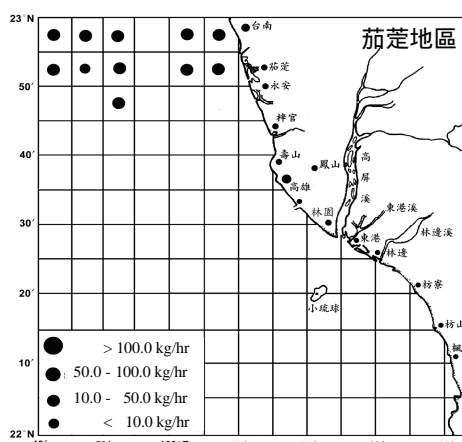 茄萣地區
23´N
台南
茄萣
50´
永安
梓官
40´
壽山
鳳山
高屏溪
高雄
30´
林園
東港溪
林邊溪
東港
林邊
小琉球
枋寮
枋山
楓
10´
> 100.0 kg/hr
50.0 - 100.0 kg/hr
10.0 - 50.0 kg/hr
< 10.0 kg/hr
22´N